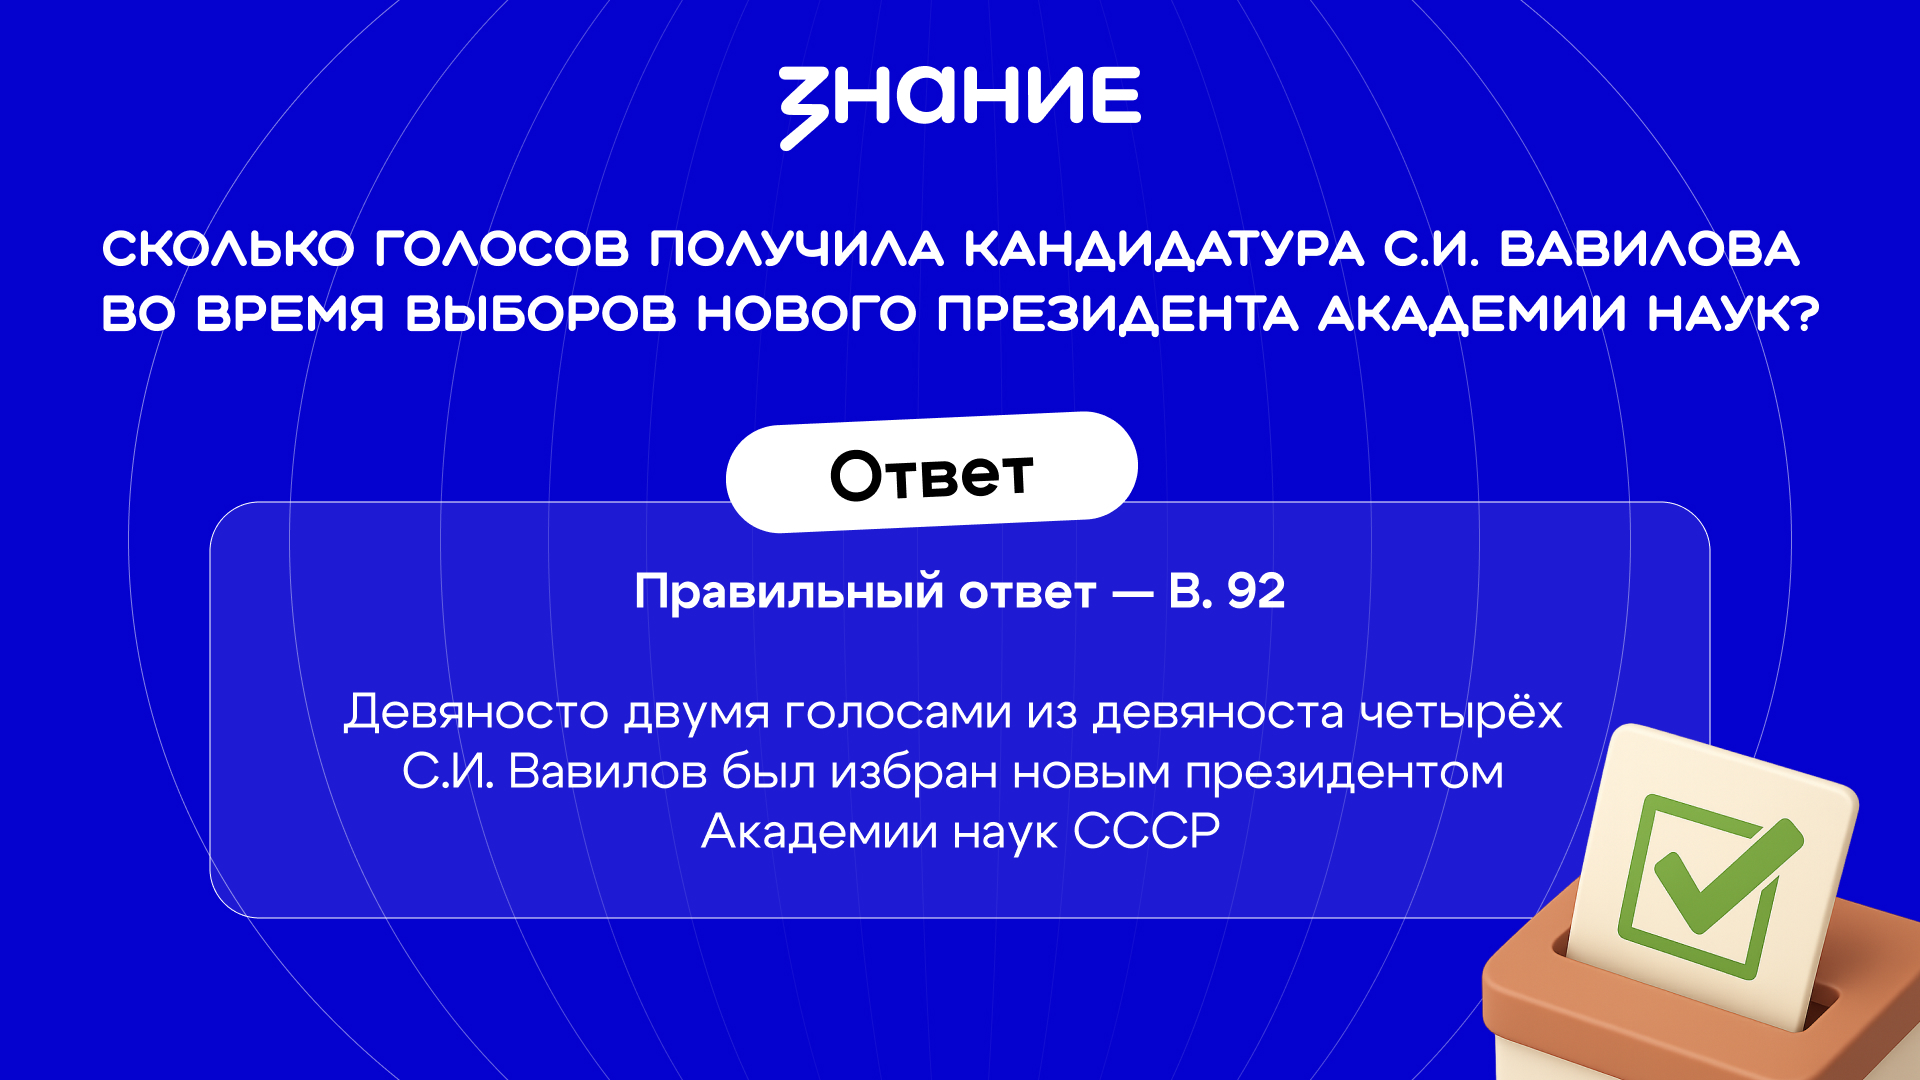 ЗНАНИЕ
СКОЛЬКО ГОЛОСОВ ПОЛУЧИЛА КАНДИДАТУРА С.И. ВАВИЛОВА
ВО ВРЕМЯ ВЫБОРОВ НОВОГО ПРЕЗИДЕНТА АКАДЕМИИ НАУК?
Ответ
Правильный ответ — В. 92
Девяносто двумя голосами из девяноста четырёх
С.И. Вавилов был избран новым президентом
Академии наук СССР